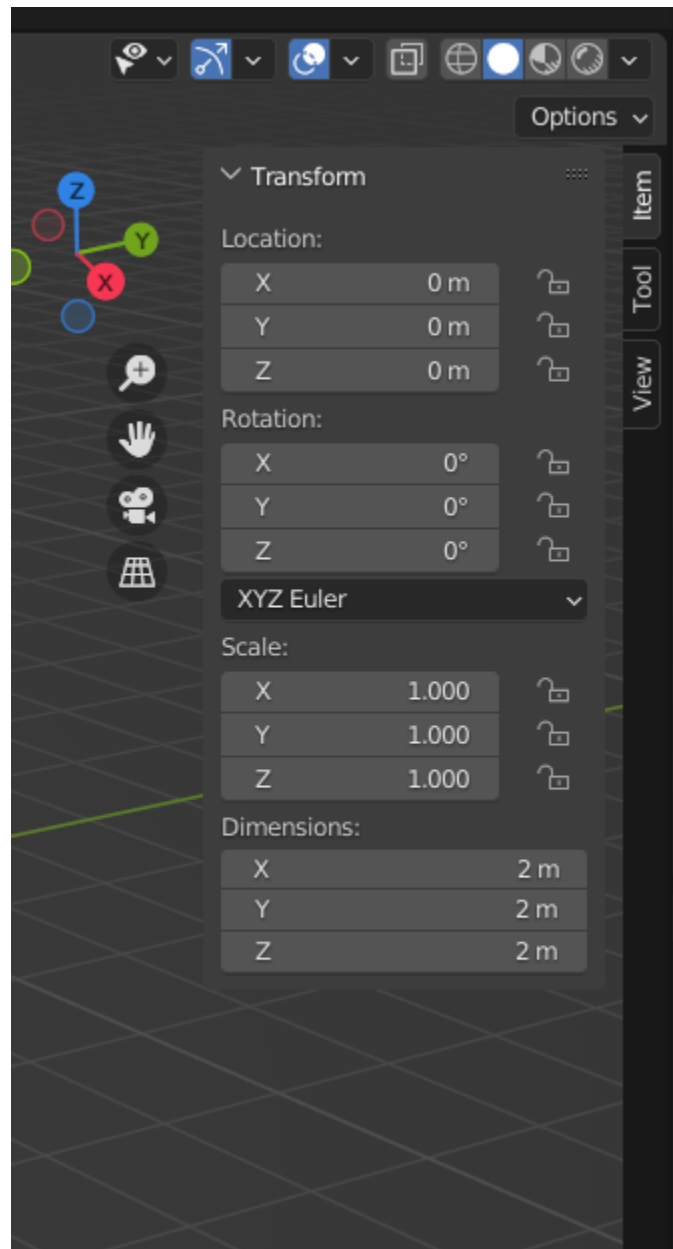 Options
Transform
Item
Tool
View
Z
Y
X
Location:
X 0 m
Y 0 m
Z 0 m
Rotation:
X 0°
Y 0°
Z 0°
XYZ Euler
Scale:
X 1.000
Y 1.000
Z 1.000
Dimensions:
X 2 m
Y 2 m
Z 2 m